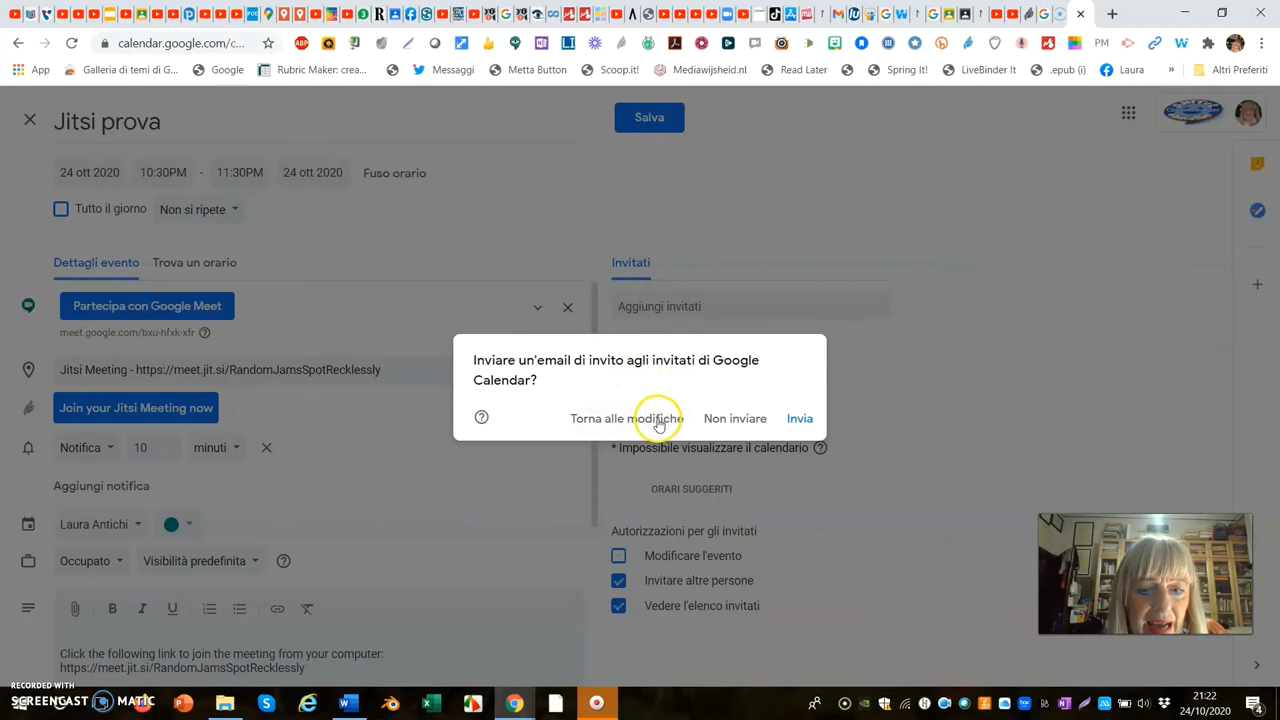 calendar.google.com/c...
PM
App
Galleria di temi di G...
Google
Rubric Maker: crea...
Messaggi
Metta Button
Scoop.it!
Mediawijsheid.nl
Read Later
Spring It!
LiveBinder It
.epub (i)
Laura
»
Altri Preferiti
Jitsi prova
Salva
24 ott 2020
10:30PM
-
11:30PM
24 ott 2020
Fuso orario
Tutto il giorno
Non si ripete
Dettagli evento
Trova un orario
Invitati
Partecipa con Google Meet
Aggiungi invitati
meet.google.com/bxu-hfxk-xfr
Inviare un'email di invito agli invitati di Google
Calendar?
Torna alle modifiche
Non inviare
Invia
Jitsi Meeting - https://meet.jit.si/RandomJamsSpotRecklessly
Join your Jitsi Meeting now
Notifica
10
minuti
* Impossibile visualizzare il calendario
Aggiungi notifica
ORARI SUGGERITI
Laura Antichi
Autorizzazioni per gli invitati
Modificare l'evento
Occupato
Visibilità predefinita
Invitare altre persone
Vedere l'elenco invitati
B
I
U
Click the following link to join the meeting from your computer:
https://meet.jit.si/RandomJamsSpotRecklessly
RECORDED WITH
SCREENCAST MATIC
21:22
24/10/2020
4